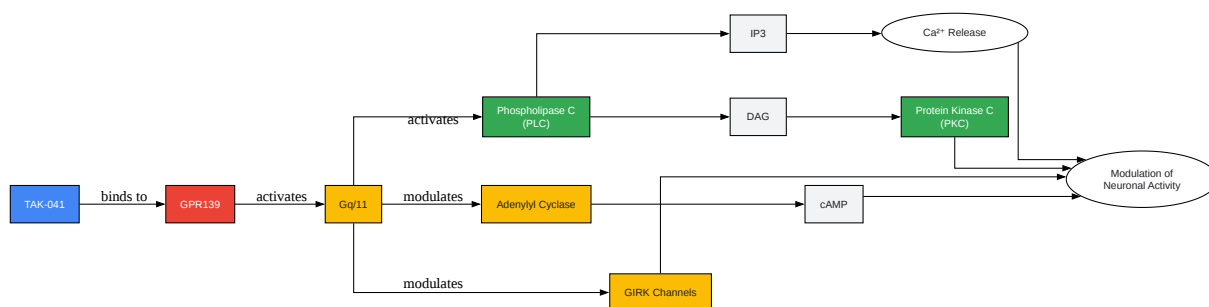 IP3
Ca²⁺ Release
Phospholipase C
(PLC)
activates
DAG
Protein Kinase C
(PKC)
Modulation of
Neuronal Activity
TAK-041
binds to
GPR139
activates
Gq/11
modulates
Adenylyl Cyclase
cAMP
modulates
GIRK Channels